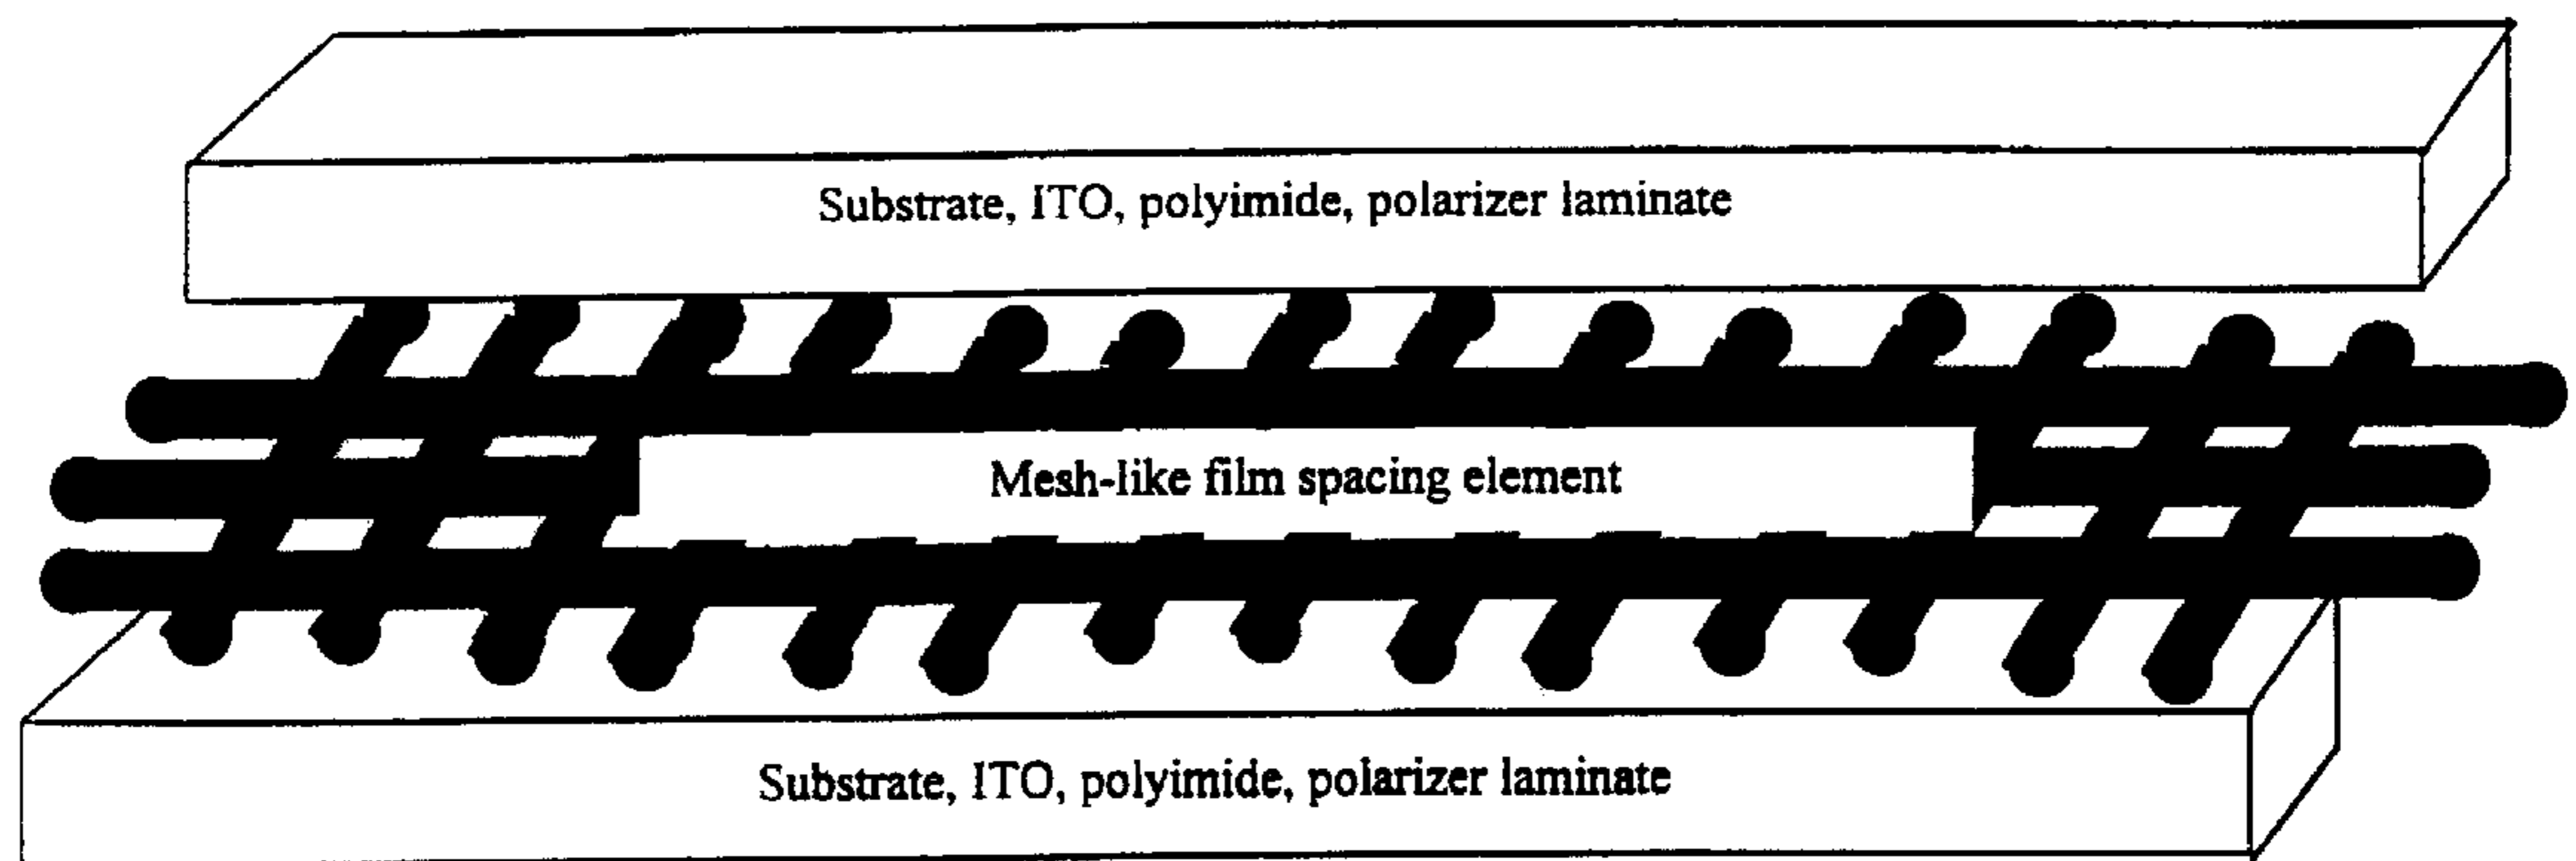 Substrate, ITO, polyimide, polarizer laminate
Mesh-like film spacing element
Substrate, ITO, polyimide, polarizer laminate